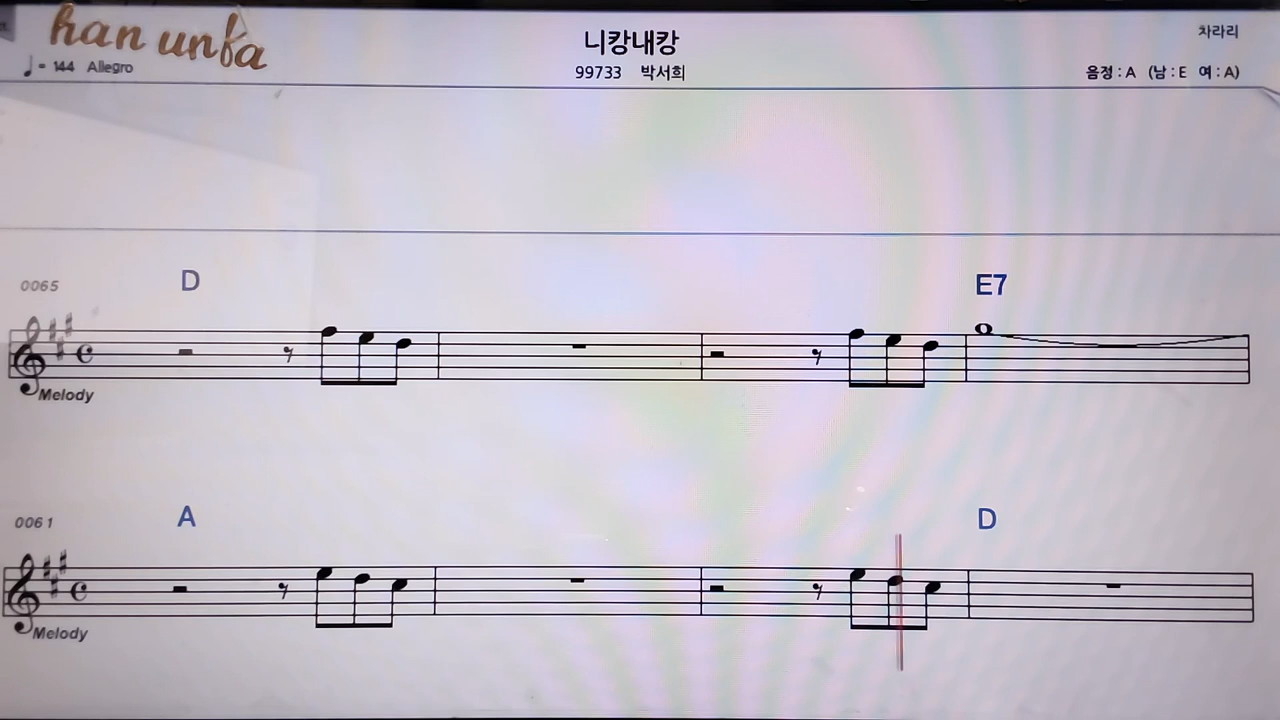 han unfa
♩= 144 Allegro
니캉내캉
99733 박서희
차라리
음정 : A (남 : E 여 : A)
0065
D
E7
Melody
0061
A
D
Melody